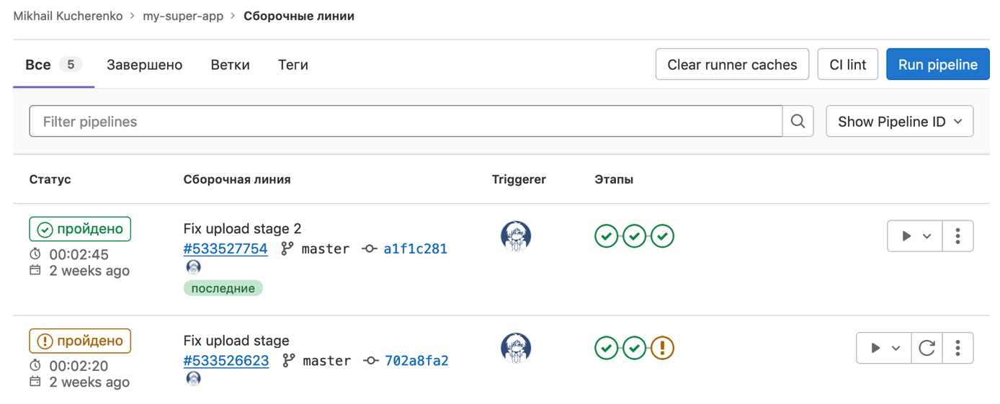 Mikhail Kucherenko > my-super-app > Сборочные линии
Все 5 Завершено Ветки Теги Clear runner caches CI lint Run pipeline
Filter pipelines Show Pipeline ID
Статус Сборочная линия Triggerer Этапы
пройдено Fix upload stage 2
00:02:45 #533527754 master a1f1c281
2 weeks ago
последние
пройдено Fix upload stage
00:02:20 #533526623 master 702a8fa2
2 weeks ago